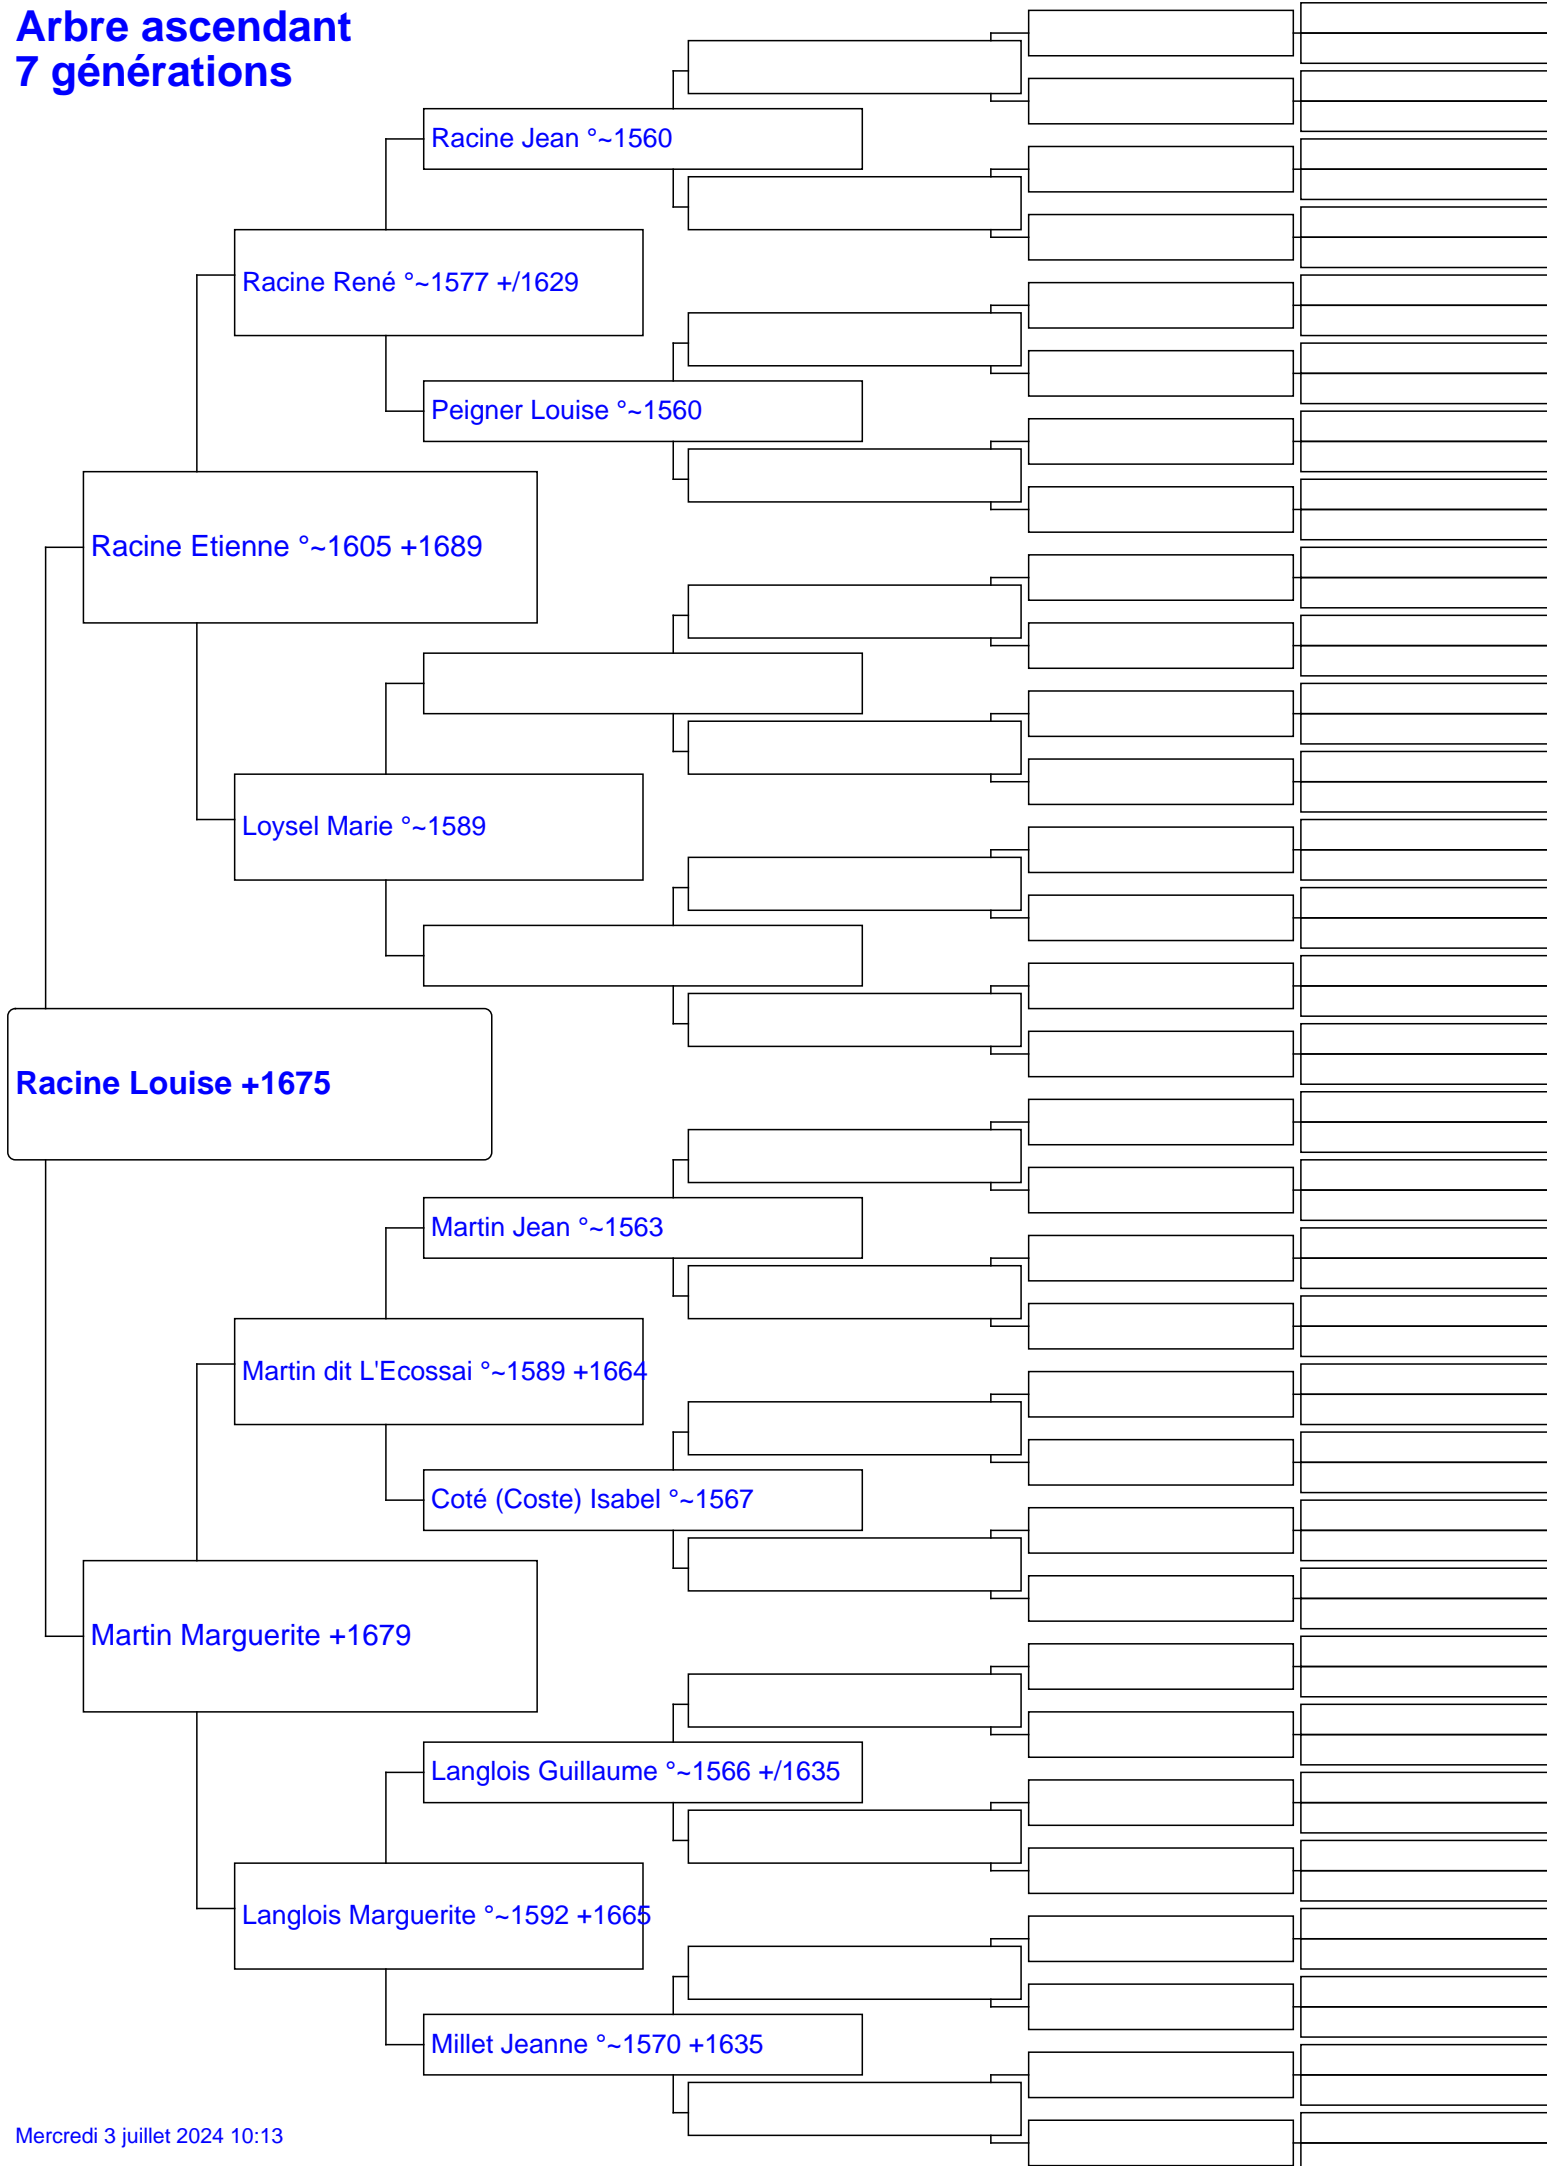 Arbre ascendant
7 générations
Racine Jean °~1560
Racine René °~1577 +/1629
Peigner Louise °~1560
Racine Etienne °~1605 +1689
Loysel Marie °~1589
Racine Louise +1675
Martin Jean °~1563
Martin dit L'Ecossai °~1589 +1664
Coté (Coste) Isabel °~1567
Martin Marguerite +1679
Langlois Guillaume °~1566 +/1635
Langlois Marguerite °~1592 +1665
Millet Jeanne °~1570 +1635
Mercredi 3 juillet 2024 10:13